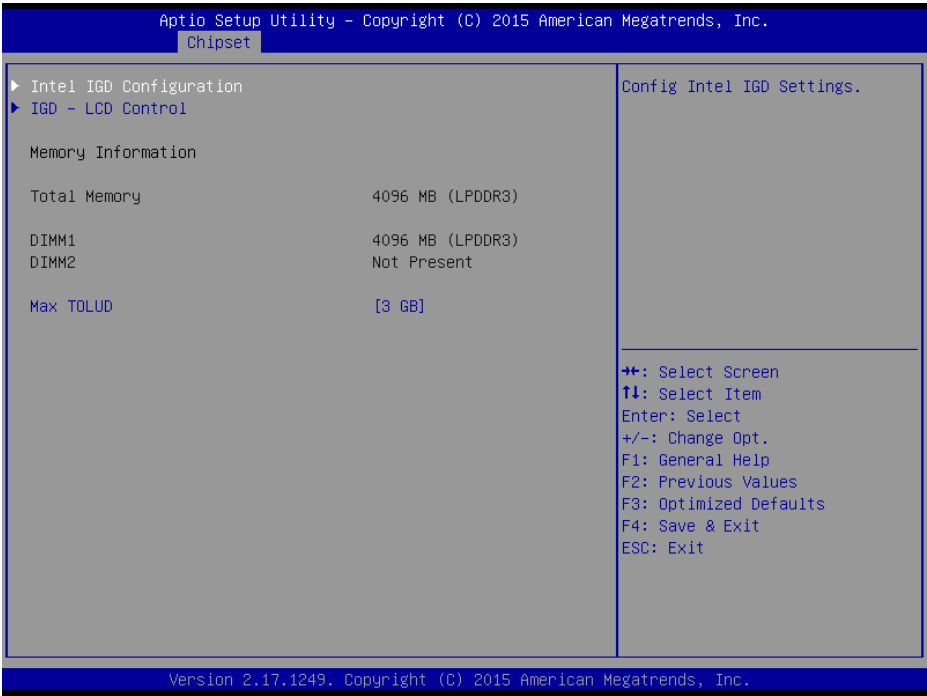 Aptio Setup Utility – Copyright (C) 2015 American Megatrends, Inc.
Chipset
▶ Intel IGD Configuration
▶ IGD – LCD Control
Memory Information
Total Memory 4096 MB (LPDDR3)
DIMM1 4096 MB (LPDDR3)
DIMM2 Not Present
Max TOLUD [3 GB]
Config Intel IGD Settings.
→←: Select Screen
↑↓: Select Item
Enter: Select
+/-: Change Opt.
F1: General Help
F2: Previous Values
F3: Optimized Defaults
F4: Save & Exit
ESC: Exit
Version 2.17.1249. Copyright (C) 2015 American Megatrends, Inc.